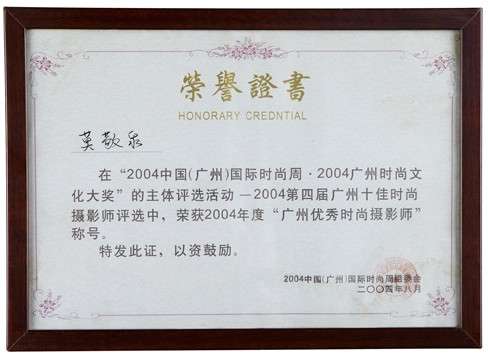 榮譽證書
HONORARY CREDNTIAL
莫敬泉
在“2004中国(广州)国际时尚周·2004广州时尚文
化大奖”的主体评选活动—2004第四届广州十佳时尚
摄影师评选中，荣获2004年度“广州优秀时尚摄影师”
称号。
特发此证，以资鼓励。
2004中国(广州)国际时尚周组委会
二〇〇四年八月